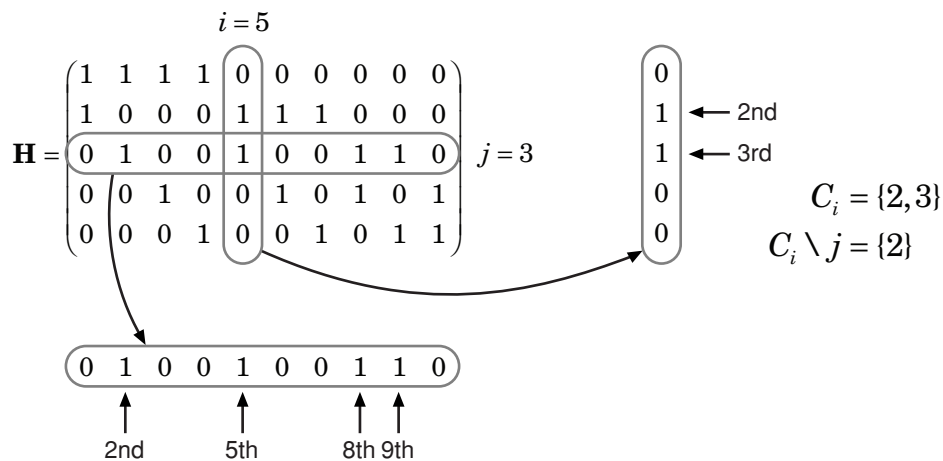 i = 5
1 1 1 1 0 0 0 0 0 0
1 0 0 0 1 1 1 0 0 0
H = 0 1 0 0 1 0 0 1 1 0 j = 3
0 0 1 0 0 1 0 1 0 1
0 0 0 1 0 0 1 0 1 1
0
1 2nd
1 3rd
0
0
C_i = {2, 3}
C_i \ j = {2}
0 1 0 0 1 0 0 1 1 0
2nd 5th 8th 9th